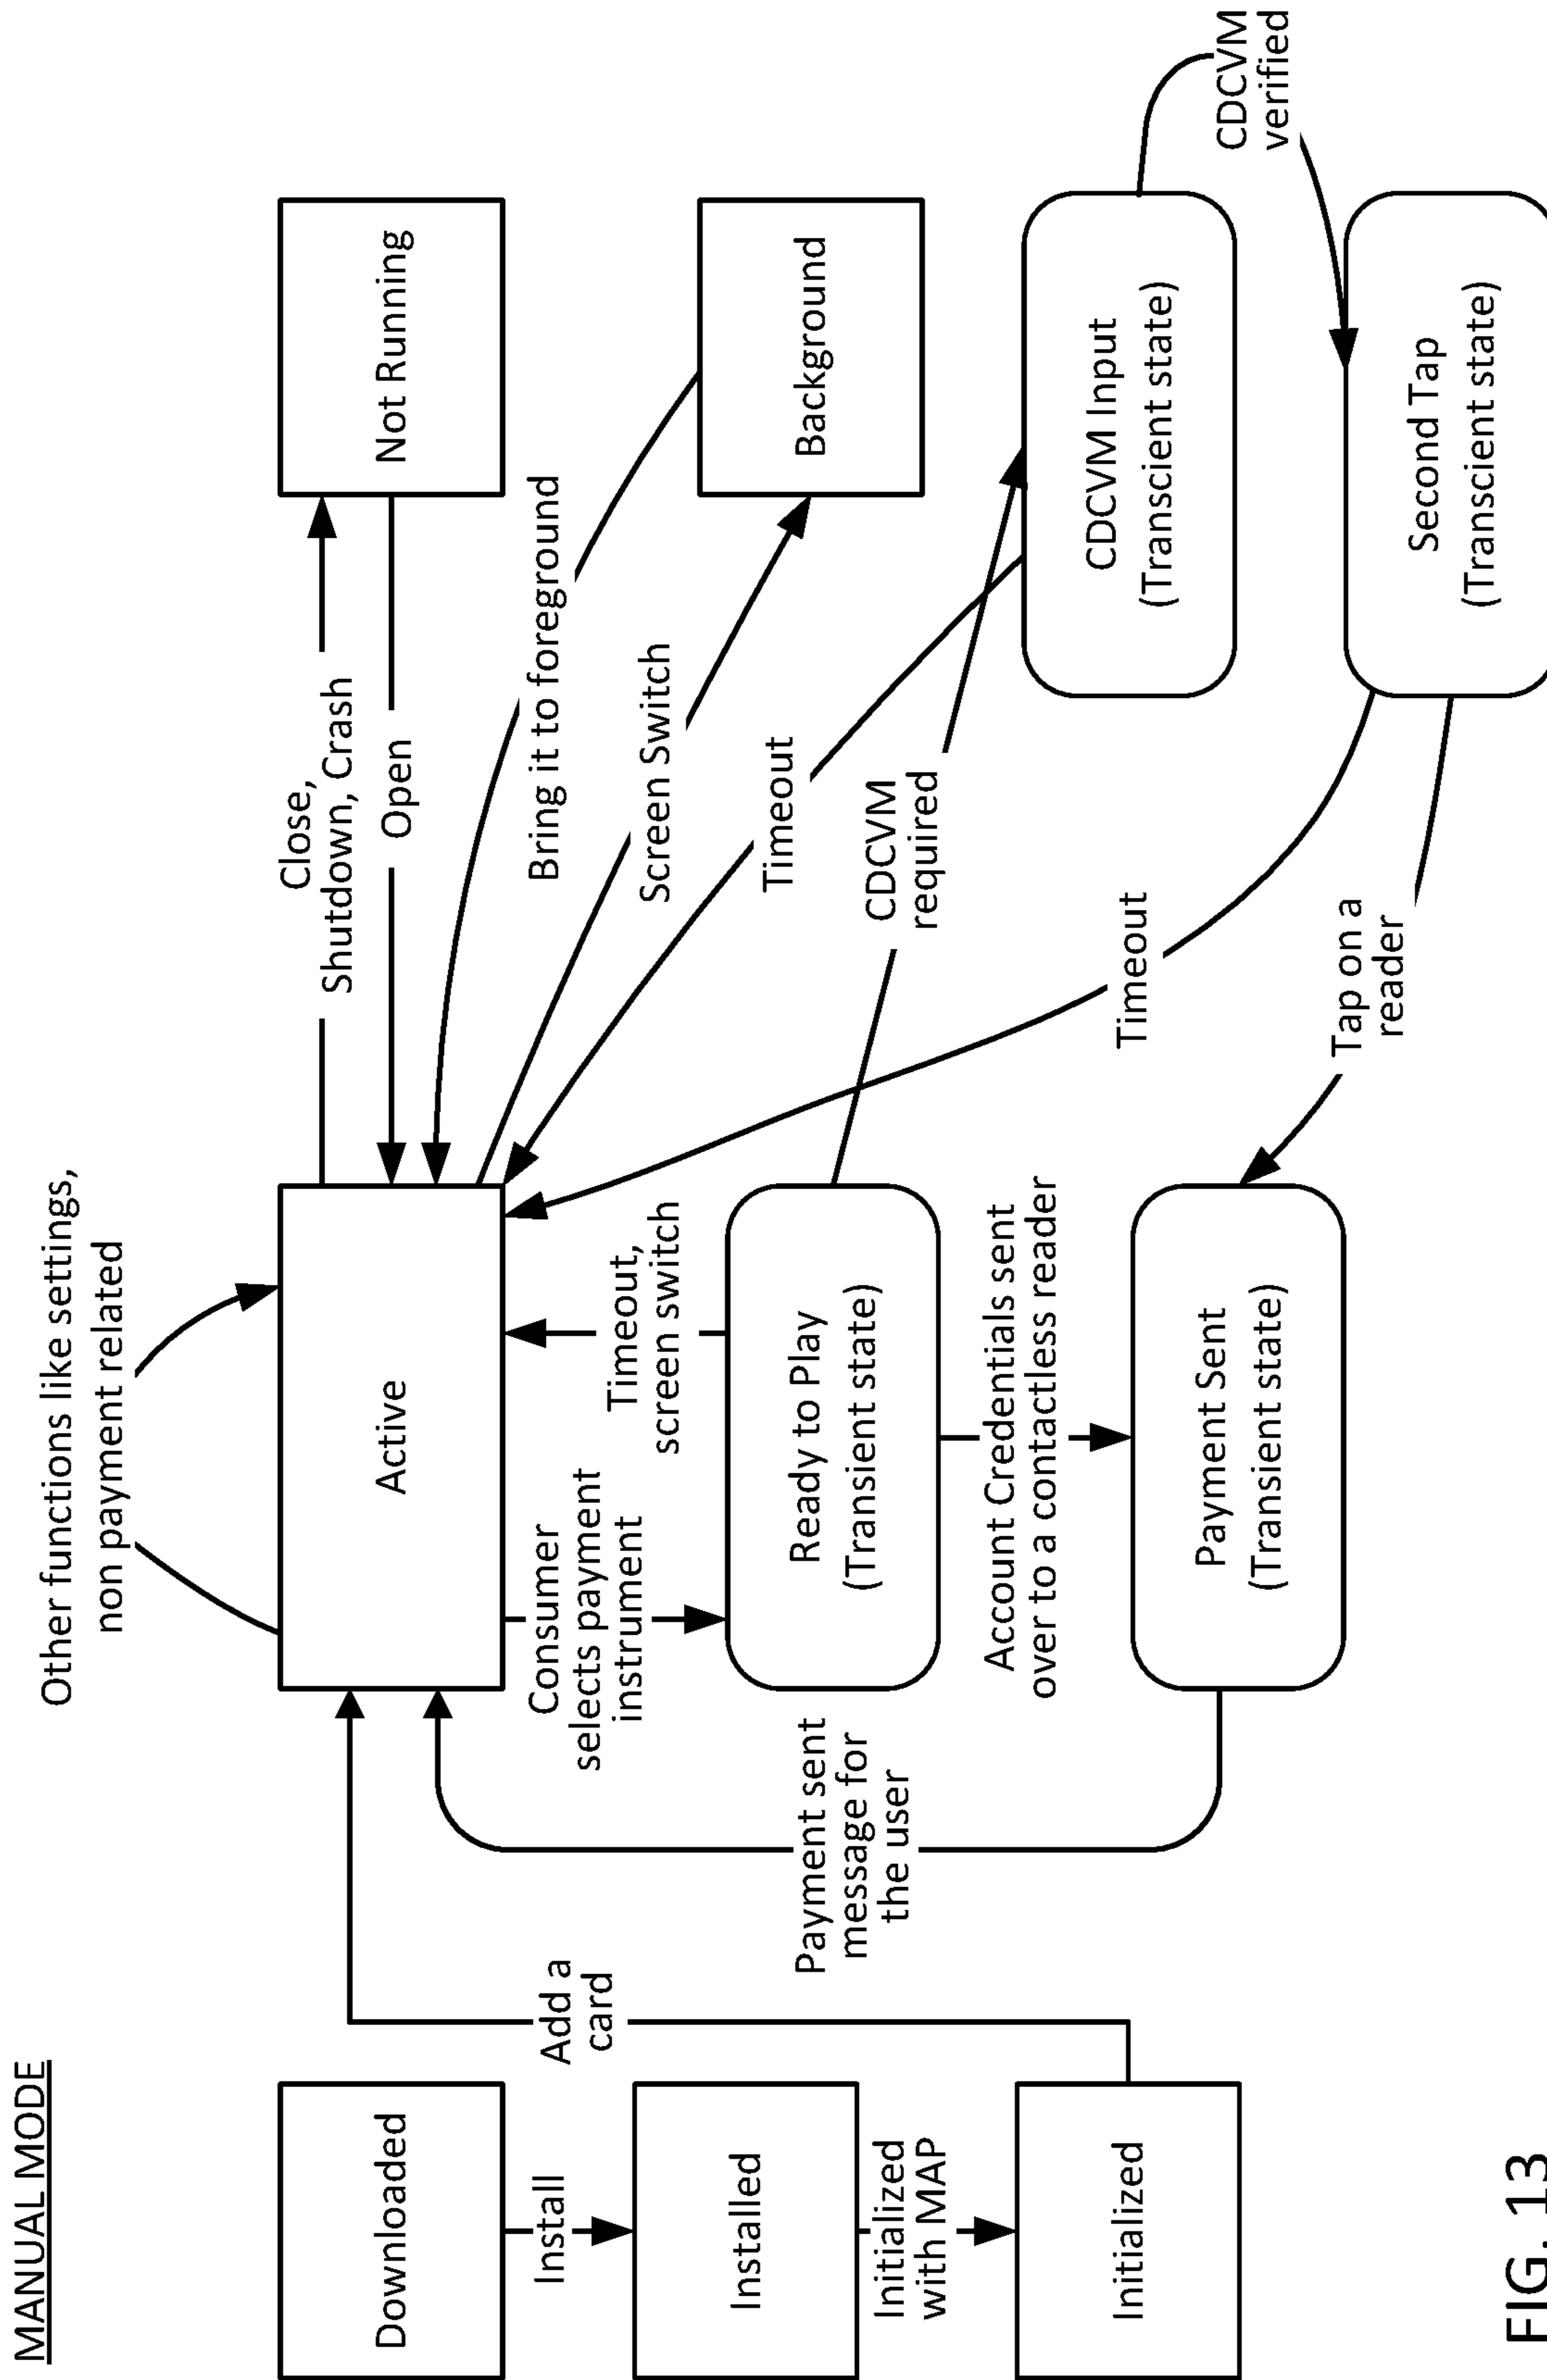 MANUAL MODE
Other functions like settings,
non payment related
Downloaded
Install
Installed
Initialized
with MAP
Initialized
Add a
card
Active
Close,
Shutdown, Crash
Open
Not Running
Bring it to foreground
Screen Switch
Background
Consumer
selects payment
instrument
Timeout,
screen switch
Timeout
CDCVM
required
Ready to Play
(Transient state)
CDCVM Input
(Transcient state)
CDCVM
verified
Payment sent
message for
the user
Account Credentials sent
over to a contactless reader
Timeout
Payment Sent
(Transient state)
Tap on a
reader
Second Tap
(Transcient state)
FIG. 13